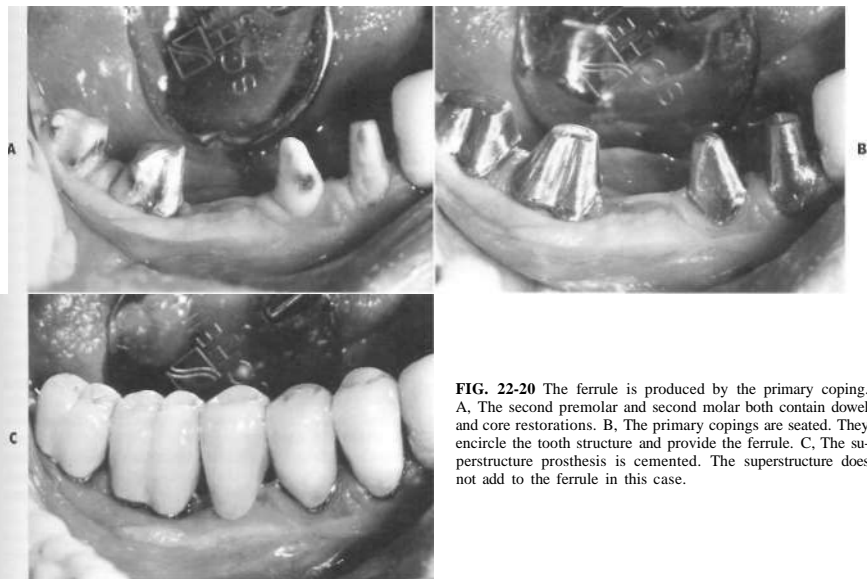 A
B
C
FIG. 22-20 The ferrule is produced by the primary coping.
A, The second premolar and second molar both contain dowel
and core restorations. B, The primary copings are seated. They
encircle the tooth structure and provide the ferrule. C, The su-
perstructure prosthesis is cemented. The superstructure does
not add to the ferrule in this case.